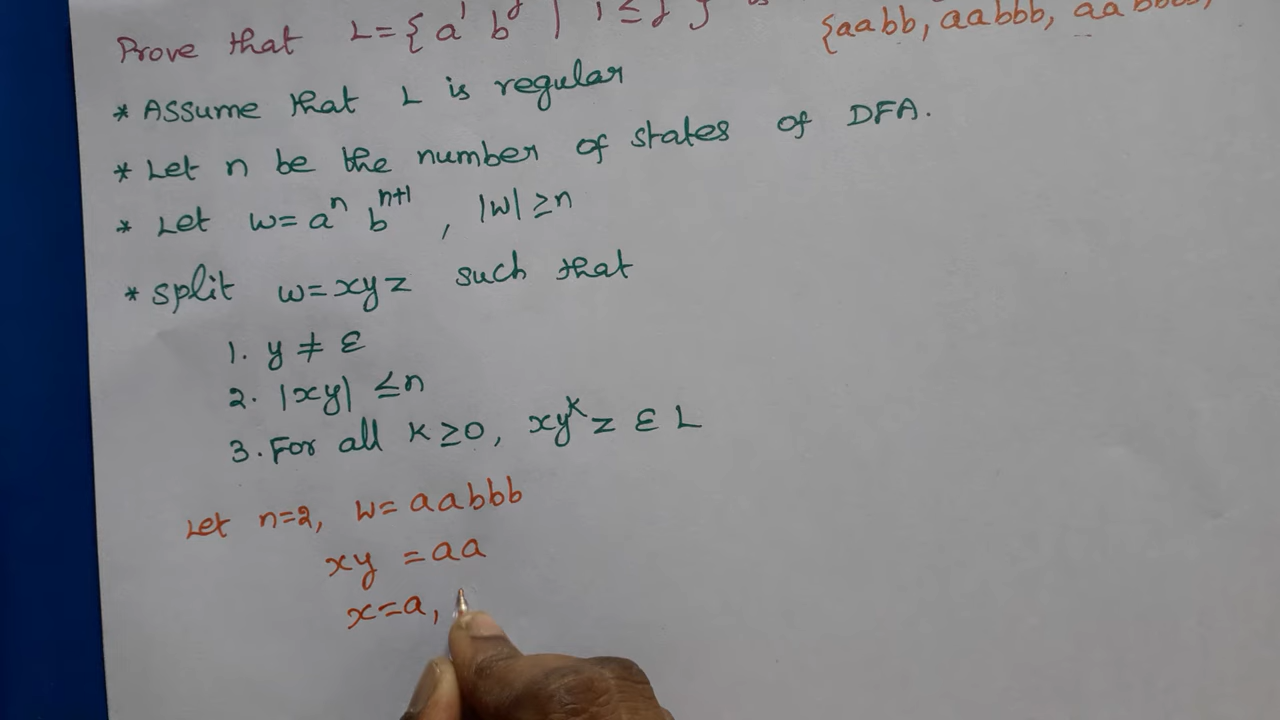 Prove that L={a^i b^j | i≤j}
{aabb, aabbb,
* Assume that L is regular
* Let n be the number of states of DFA.
* Let w=a^n b^{n+1}, |w|≥n
* Split w=xyz such that
1. y ≠ ε
2. |xy| ≤n
3. For all K≥0, xy^k z ε L
Let n=2, w= aabbb
xy =aa
x=a,